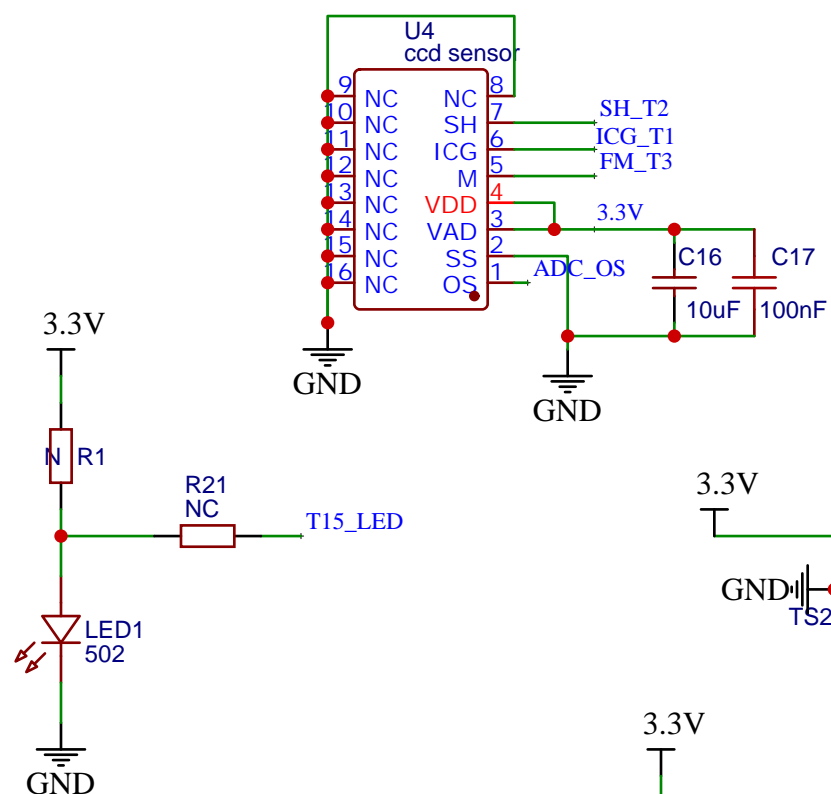 U4
ccd sensor
9 NC NC 8
10 NC SH 7 SH_T2
11 NC ICG 6 ICG_T1
12 NC M 5 FM_T3
13 NC VDD 4
14 NC VAD 3 3.3V
15 NC SS 2
16 NC OS 1 ADC_OS
C16
10uF
C17
100nF
GND
GND
3.3V
N R1
R21
NC
T15_LED
LED1
502
GND
3.3V
GND
TS2
3.3V